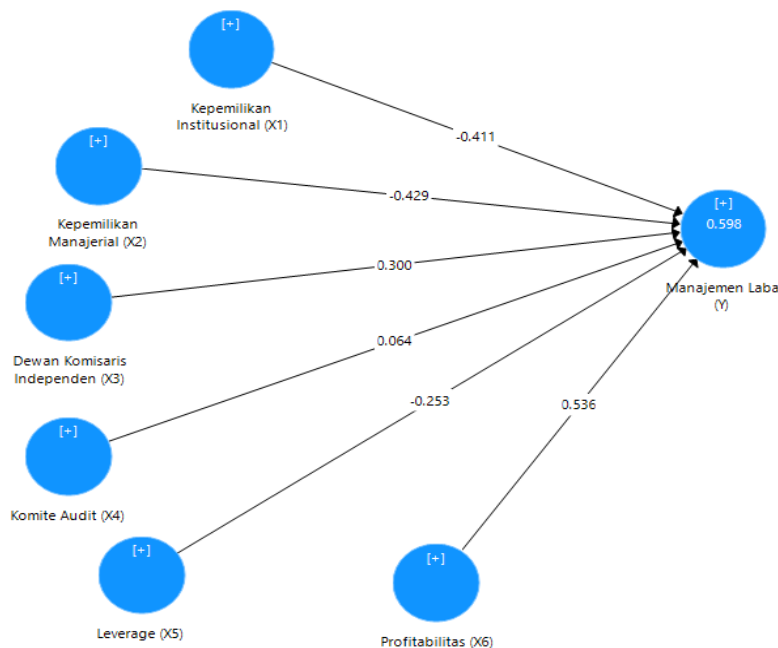 [+]
Kepemilikan
Institusional (X1)
-0.411
[+]
Kepemilikan
Manajerial (X2)
-0.429
[+]
0.598
Manajemen Laba
(Y)
[+]
Dewan Komisaris
Independen (X3)
0.300
[+]
Komite Audit (X4)
0.064
[+]
Leverage (X5)
-0.253
[+]
Profitabilitas (X6)
0.536